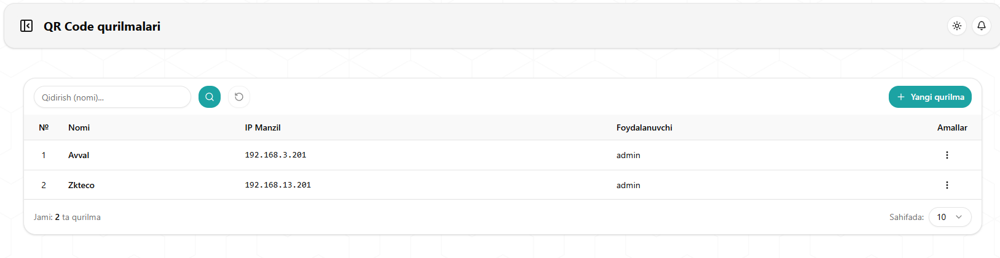 QR Code qurilmalari
Qidirish (nomi)...
Yangi qurilma
№ Nomi IP Manzil Foydalanuvchi Amallar
1 Avval 192.168.3.201 admin
2 Zkteco 192.168.13.201 admin
Jami: 2 ta qurilma Sahifada: 10